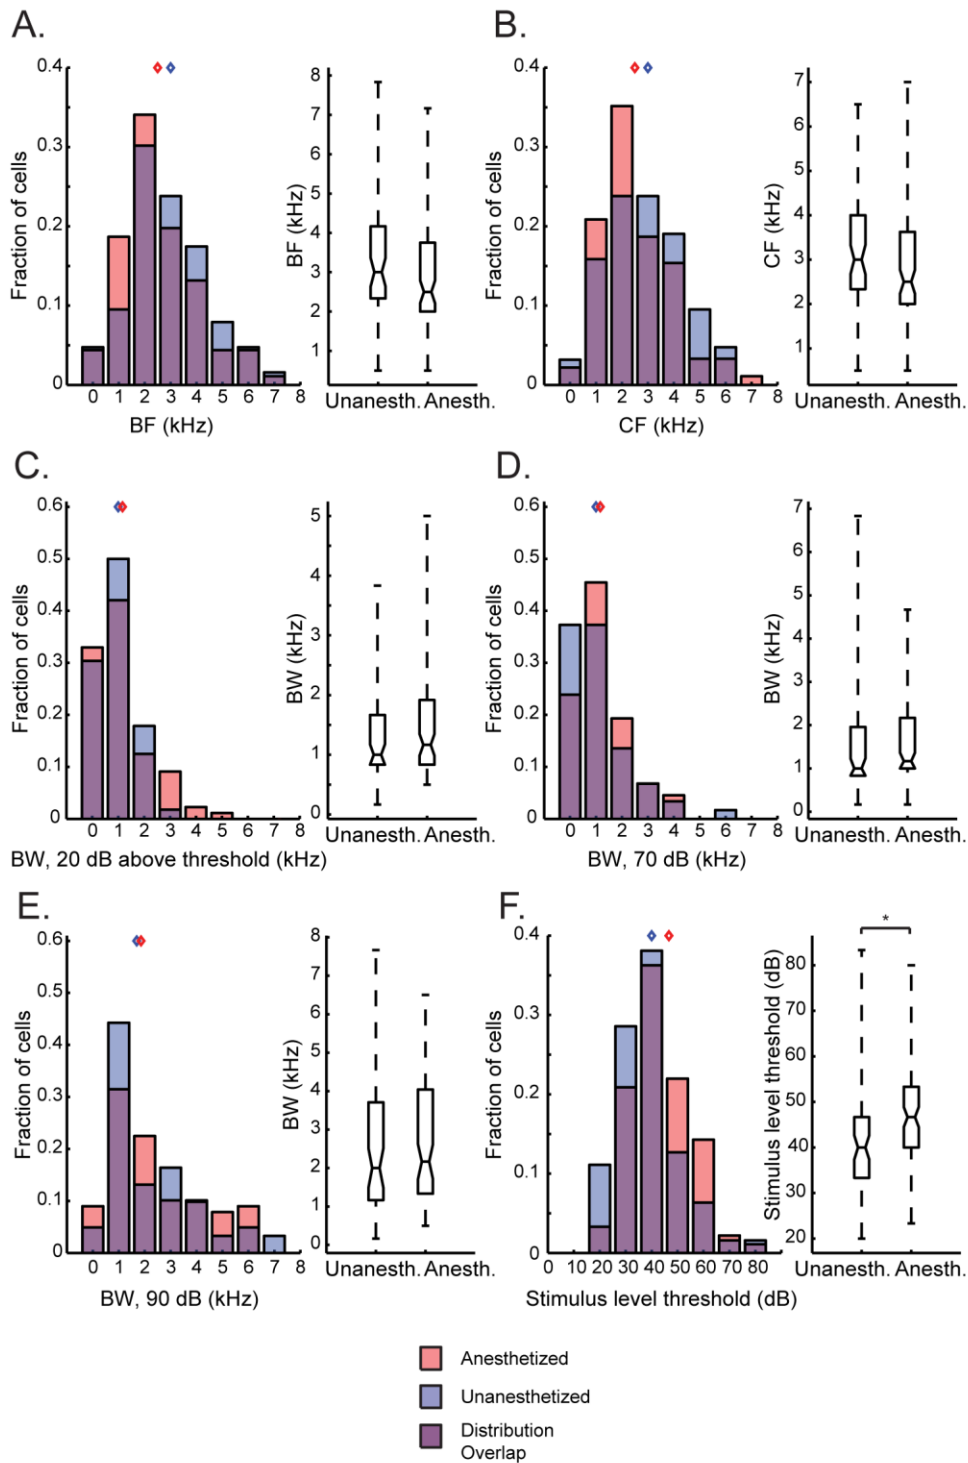 A.
0.4
0.3
0.2
0.1
0
Fraction of cells
0 1 2 3 4 5 6 7 8
BF (kHz)
8
7
6
5
4
3
2
1
BF (kHz)
Unanesth. Anesth.
B.
0.4
0.3
0.2
0.1
0
Fraction of cells
0 1 2 3 4 5 6 7 8
CF (kHz)
7
6
5
4
3
2
1
0
CF (kHz)
Unanesth. Anesth.
C.
0.6
0.5
0.4
0.3
0.2
0.1
0
Fraction of cells
0 1 2 3 4 5 6 7 8
BW, 20 dB above threshold (kHz)
5
4
3
2
1
0
BW (kHz)
Unanesth. Anesth.
D.
0.6
0.5
0.4
0.3
0.2
0.1
0
Fraction of cells
0 1 2 3 4 5 6 7 8
BW, 70 dB (kHz)
7
6
5
4
3
2
1
0
BW (kHz)
Unanesth. Anesth.
E.
0.6
0.5
0.4
0.3
0.2
0.1
0
Fraction of cells
0 1 2 3 4 5 6 7 8
BW, 90 dB (kHz)
8
7
6
5
4
3
2
1
0
BW (kHz)
Unanesth. Anesth.
F.
0.4
0.3
0.2
0.1
0
Fraction of cells
0 10 20 30 40 50 60 70 80
Stimulus level threshold (dB)
*
80
70
60
50
40
30
20
Stimulus level threshold (dB)
Unanesth. Anesth.
Anesthetized
Unanesthetized
Distribution
Overlap